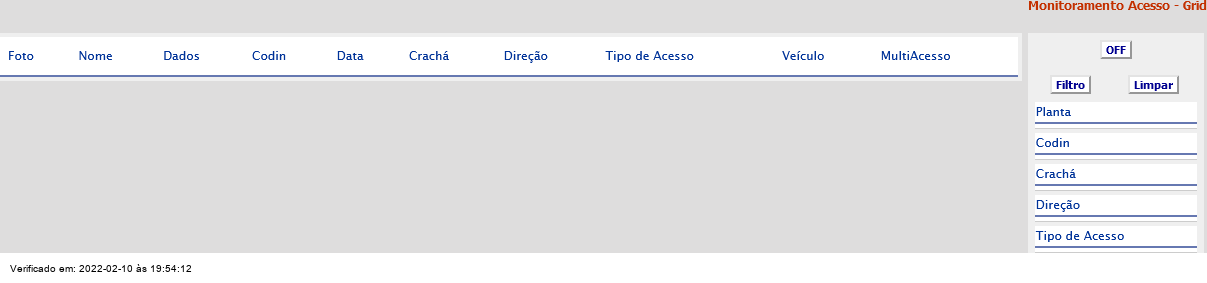 Monitoramento Acesso - Grid
Foto Nome Dados Codin Data Crachá Direção Tipo de Acesso Veículo MultiAcesso
OFF
Filtro Limpar
Planta
Codin
Crachá
Direção
Tipo de Acesso
Verificado em: 2022-02-10 às 19:54:12